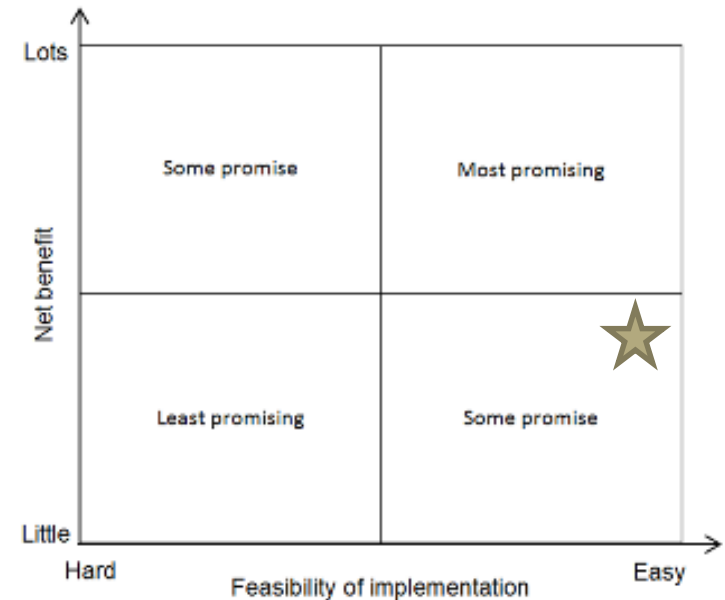 Lots
Some promise
Most promising
Net benefit
Least promising
Some promise
Little
Hard
Easy
Feasibility of implementation